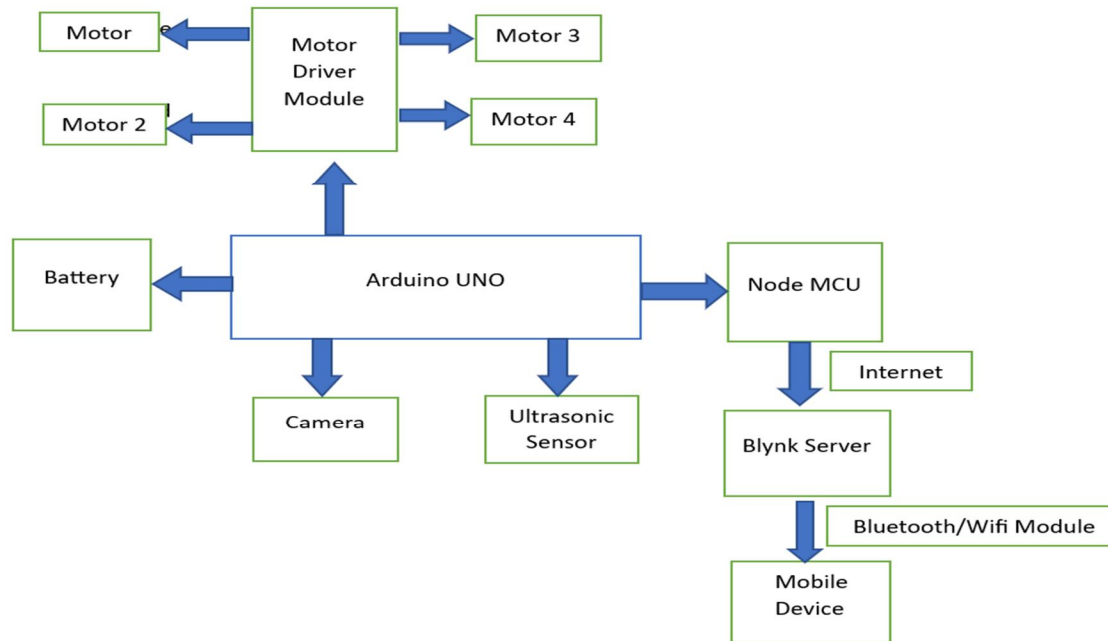 Motor
e
Motor
Driver
Module
Motor 3
l
Motor 2
Motor 4
Battery
Arduino UNO
Node MCU
Internet
Camera
Ultrasonic
Sensor
Blynk Server
Bluetooth/Wifi Module
Mobile
Device